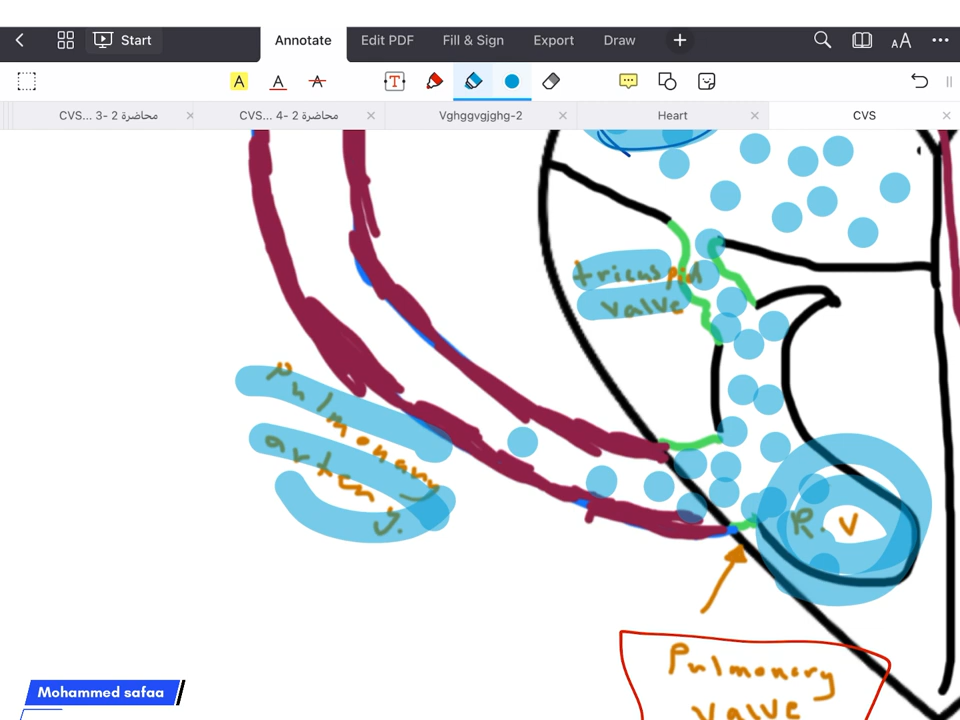 Start
Annotate
Edit PDF
Fill & Sign
Export
Draw
+
AA
A A A
T
CVS... 3- محاضرة 2
CVS... 4- محاضرة 2
Vghggvgjghg-2
Heart
CVS
tricuspid
valve
Pulmonary
artery.
R.V
Pulmonary
valve
Mohammed safaa